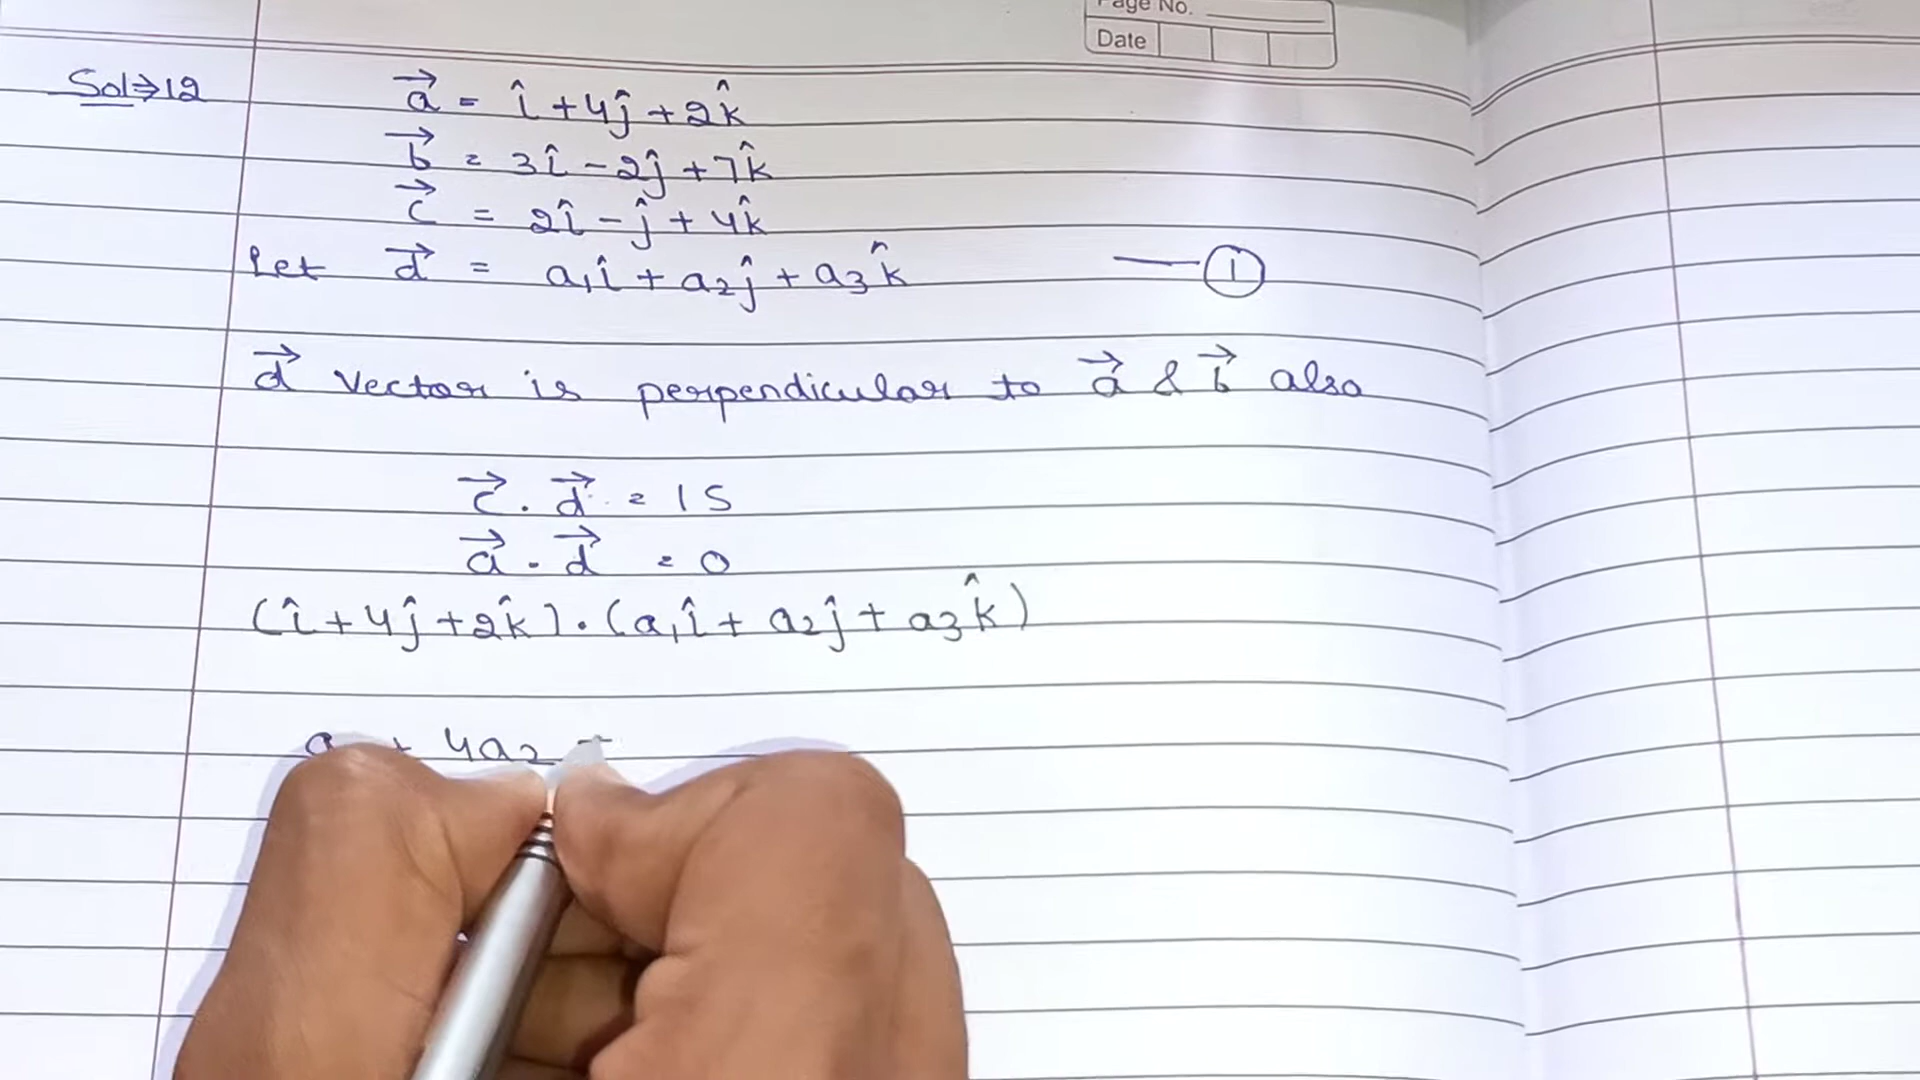 Page No.
Date
Sol⇒12
a⃗ = î + 4ĵ + 2k̂
b⃗ = 3î - 2ĵ + 7k̂
c⃗ = 2î - ĵ + 4k̂
Let d⃗ = a₁î + a₂ĵ + a₃k̂ — ①
d⃗ Vector is perpendicular to a⃗ & b⃗ also
c⃗ . d⃗ = 15
a⃗ . d⃗ = 0
(î + 4ĵ + 2k̂) . (a₁î + a₂ĵ + a₃k̂)
a + 4a₂